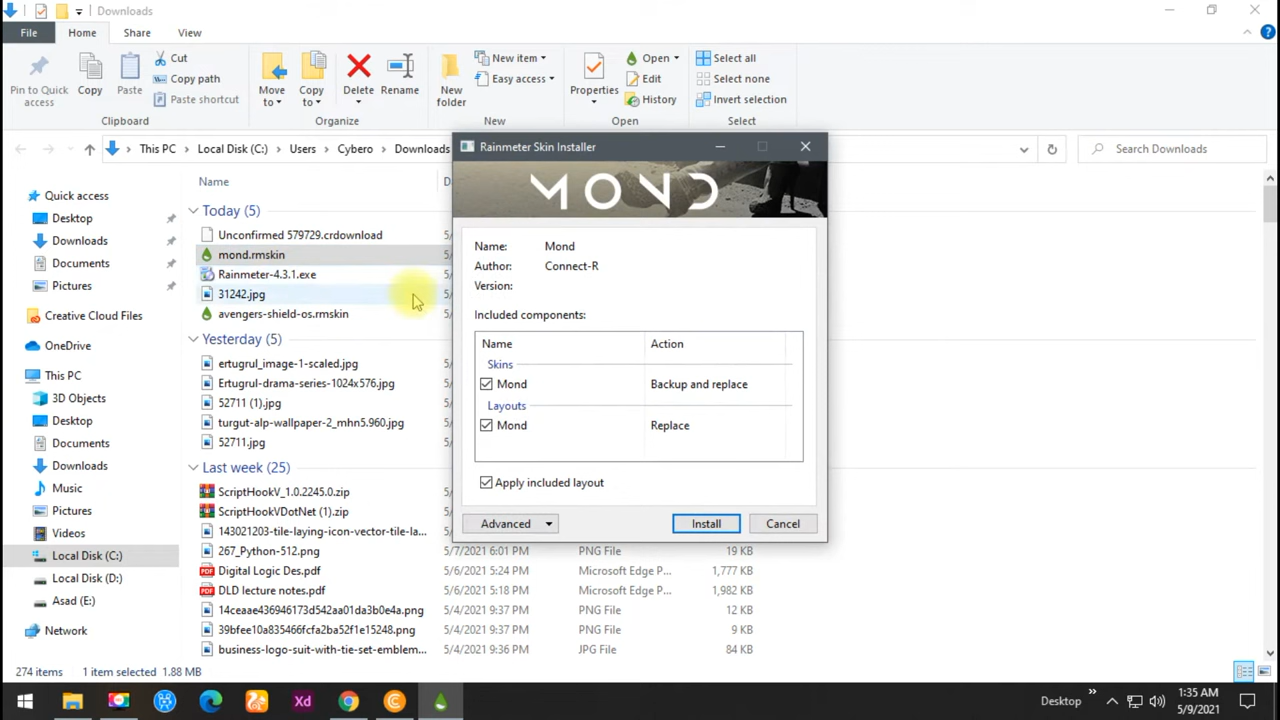 Downloads
File Home Share View
Pin to Quick access
Copy
Paste
Cut
Copy path
Paste shortcut
Clipboard
Move to
Copy to
Delete
Rename
Organize
New folder
New item
Easy access
New
Properties
Open
Edit
History
Open
Select all
Select none
Invert selection
Select
This PC > Local Disk (C:) > Users > Cybero > Downloads
Search Downloads
Quick access
Desktop
Downloads
Documents
Pictures
Creative Cloud Files
OneDrive
This PC
3D Objects
Desktop
Documents
Downloads
Music
Pictures
Videos
Local Disk (C:)
Local Disk (D:)
Asad (E:)
Network
Name
Today (5)
Unconfirmed 579729.crdownload
mond.rmskin
Rainmeter-4.3.1.exe
31242.jpg
avengers-shield-os.rmskin
Yesterday (5)
ertugrul_image-1-scaled.jpg
Ertugrul-drama-series-1024x576.jpg
52711 (1).jpg
turgut-alp-wallpaper-2_mhn5.960.jpg
52711.jpg
Last week (25)
ScriptHookV_1.0.2245.0.zip
ScriptHookVDotNet (1).zip
143021203-tile-laying-icon-vector-tile-la...
267_Python-512.png 5/7/2021 6:01 PM PNG File 19 KB
Digital Logic Des.pdf 5/6/2021 5:24 PM Microsoft Edge P... 1,777 KB
DLD lecture notes.pdf 5/6/2021 5:18 PM Microsoft Edge P... 1,982 KB
14ceaae436946173d542aa01da3b0e4a.png 5/4/2021 9:37 PM PNG File 12 KB
39bfee10a835466fcfa2ba52f1e15248.png 5/4/2021 9:37 PM PNG File 9 KB
business-logo-suit-with-tie-set-emblem... 5/4/2021 9:36 PM JPG File 84 KB
Rainmeter Skin Installer
MOND
Name: Mond
Author: Connect-R
Version:
Included components:
Name Action
Skins
Mond Backup and replace
Layouts
Mond Replace
Apply included layout
Advanced Install Cancel
274 items 1 item selected 1.88 MB
Xd
Desktop
1:35 AM
5/9/2021